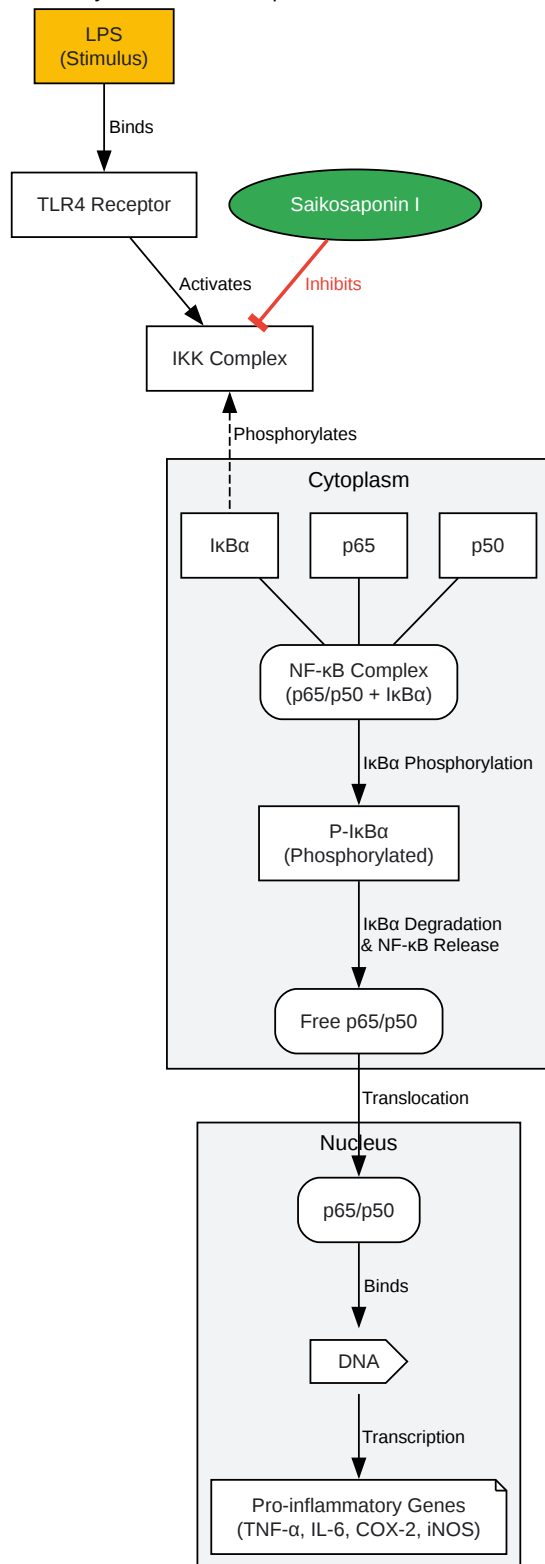 LPS
(Stimulus)
Binds
TLR4 Receptor
Saikosaponin I
Activates
Inhibits
IKK Complex
Phosphorylates
Cytoplasm
IκBα
p65
p50
NF-κB Complex
(p65/p50 + IκBα)
IκBα Phosphorylation
P-IκBα
(Phosphorylated)
IκBα Degradation
& NF-κB Release
Free p65/p50
Translocation
Nucleus
p65/p50
Binds
DNA
Transcription
Pro-inflammatory Genes
(TNF-α, IL-6, COX-2, iNOS)